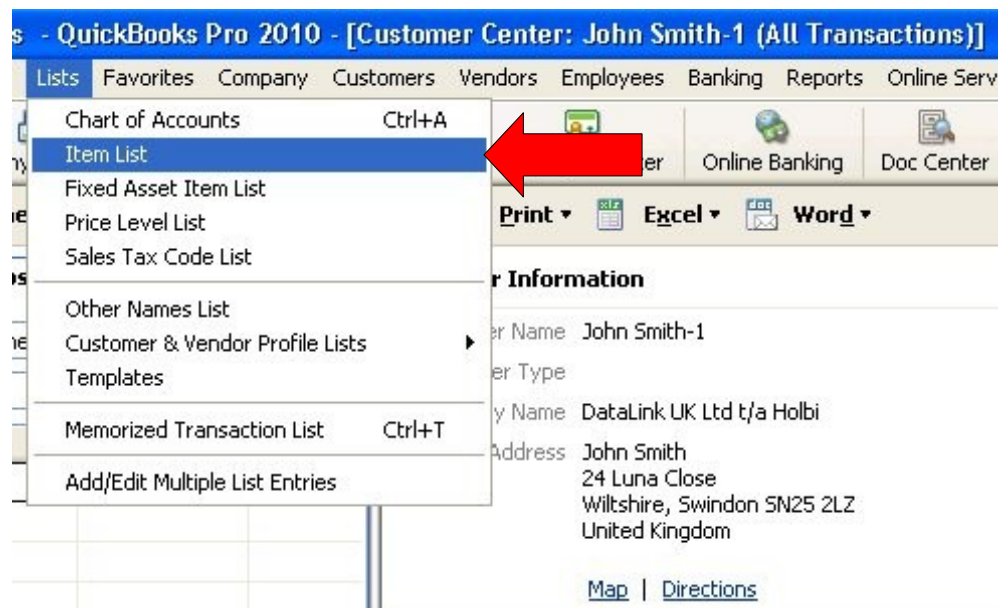 s - QuickBooks Pro 2010 - [Customer Center: John Smith-1 (All Transactions)]
Lists Favorites Company Customers Vendors Employees Banking Reports Online Serv
Chart of Accounts Ctrl+A
Item List
Fixed Asset Item List
Price Level List
Sales Tax Code List
Other Names List
Customer & Vendor Profile Lists
Templates
Memorized Transaction List Ctrl+T
Add/Edit Multiple List Entries
er Online Banking Doc Center
Print Excel Word
r Information
er Name John Smith-1
er Type
y Name DataLink UK Ltd t/a Holbi
Address John Smith
24 Luna Close
Wiltshire, Swindon SN25 2LZ
United Kingdom
Map | Directions